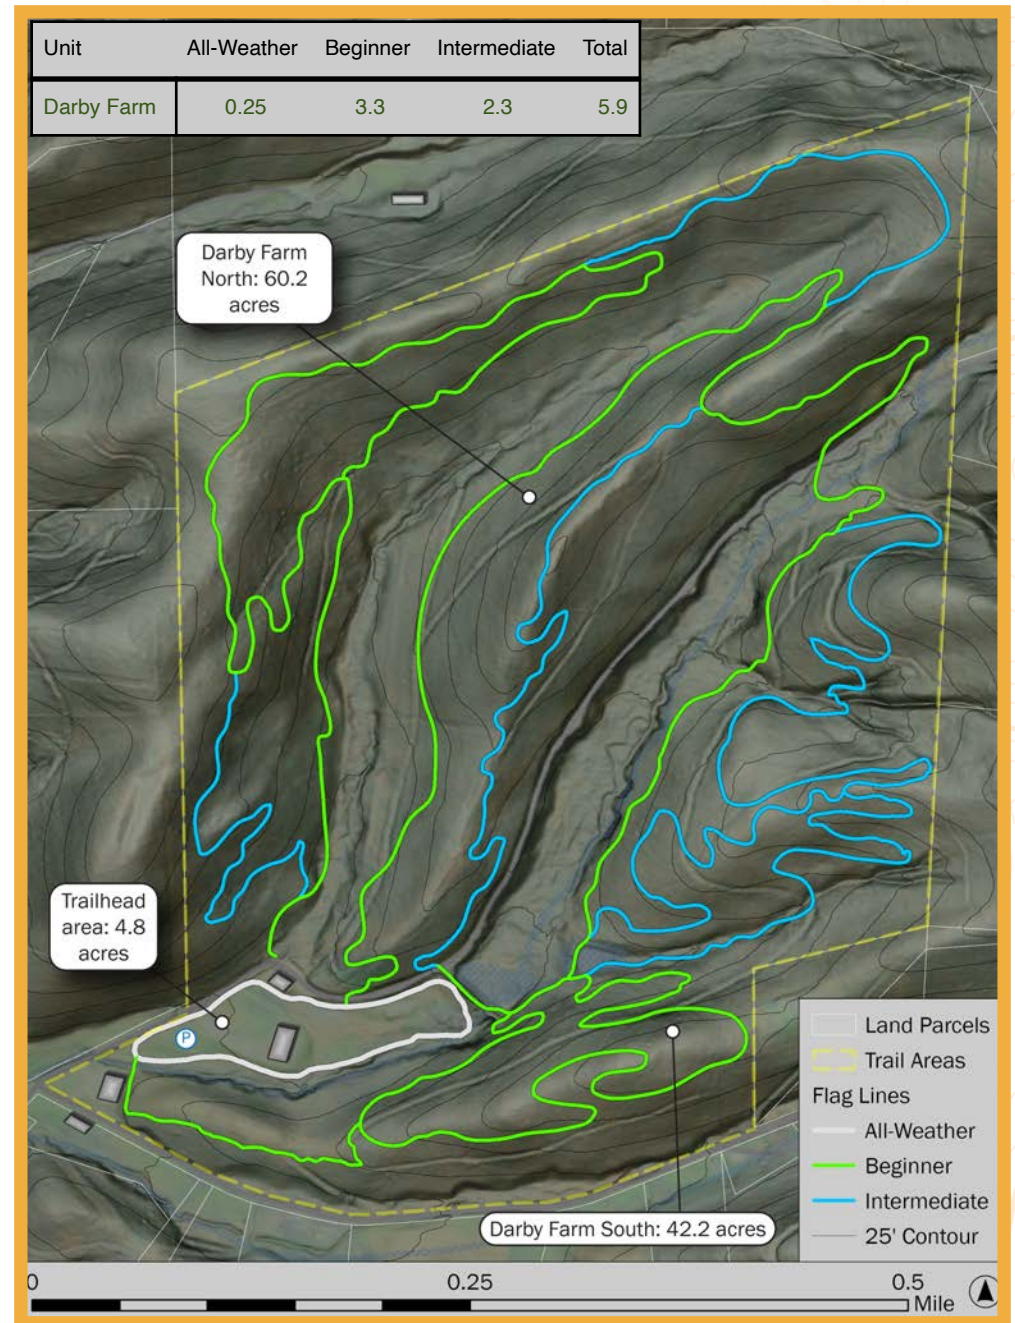 Unit All-Weather Beginner Intermediate Total
Darby Farm 0.25 3.3 2.3 5.9
Darby Farm
North: 60.2
acres
Trailhead
area: 4.8
acres
P
Darby Farm South: 42.2 acres
Land Parcels
Trail Areas
Flag Lines
All-Weather
Beginner
Intermediate
25' Contour
0 0.25 0.5
Mile